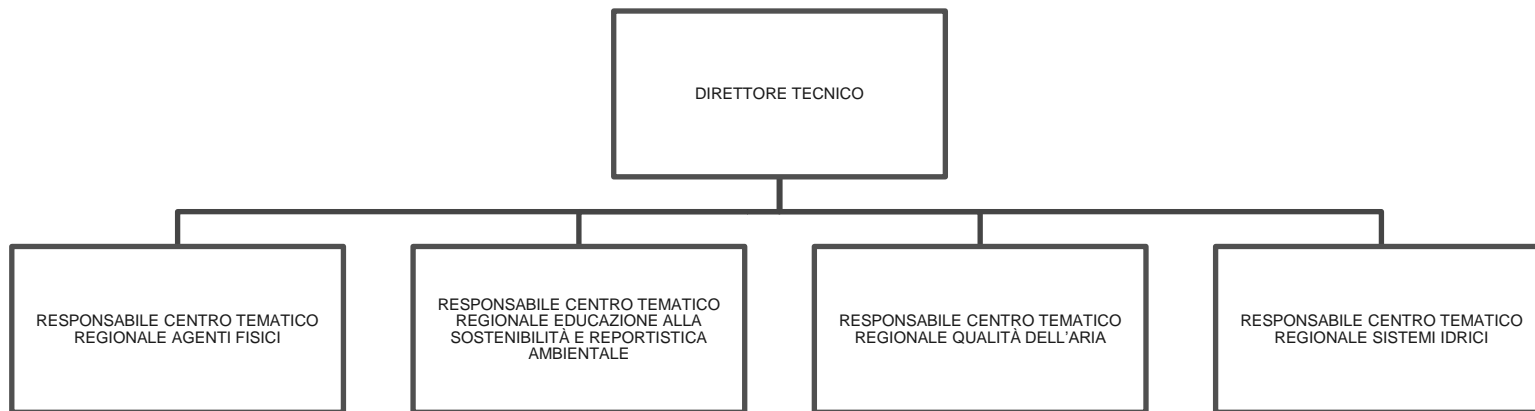 DIRETTORE TECNICO
RESPONSABILE CENTRO TEMATICO
REGIONALE AGENTI FISICI
RESPONSABILE CENTRO TEMATICO
REGIONALE EDUCAZIONE ALLA
SOSTENIBILITÀ E REPORTISTICA
AMBIENTALE
RESPONSABILE CENTRO TEMATICO
REGIONALE QUALITÀ DELL'ARIA
RESPONSABILE CENTRO TEMATICO
REGIONALE SISTEMI IDRICI